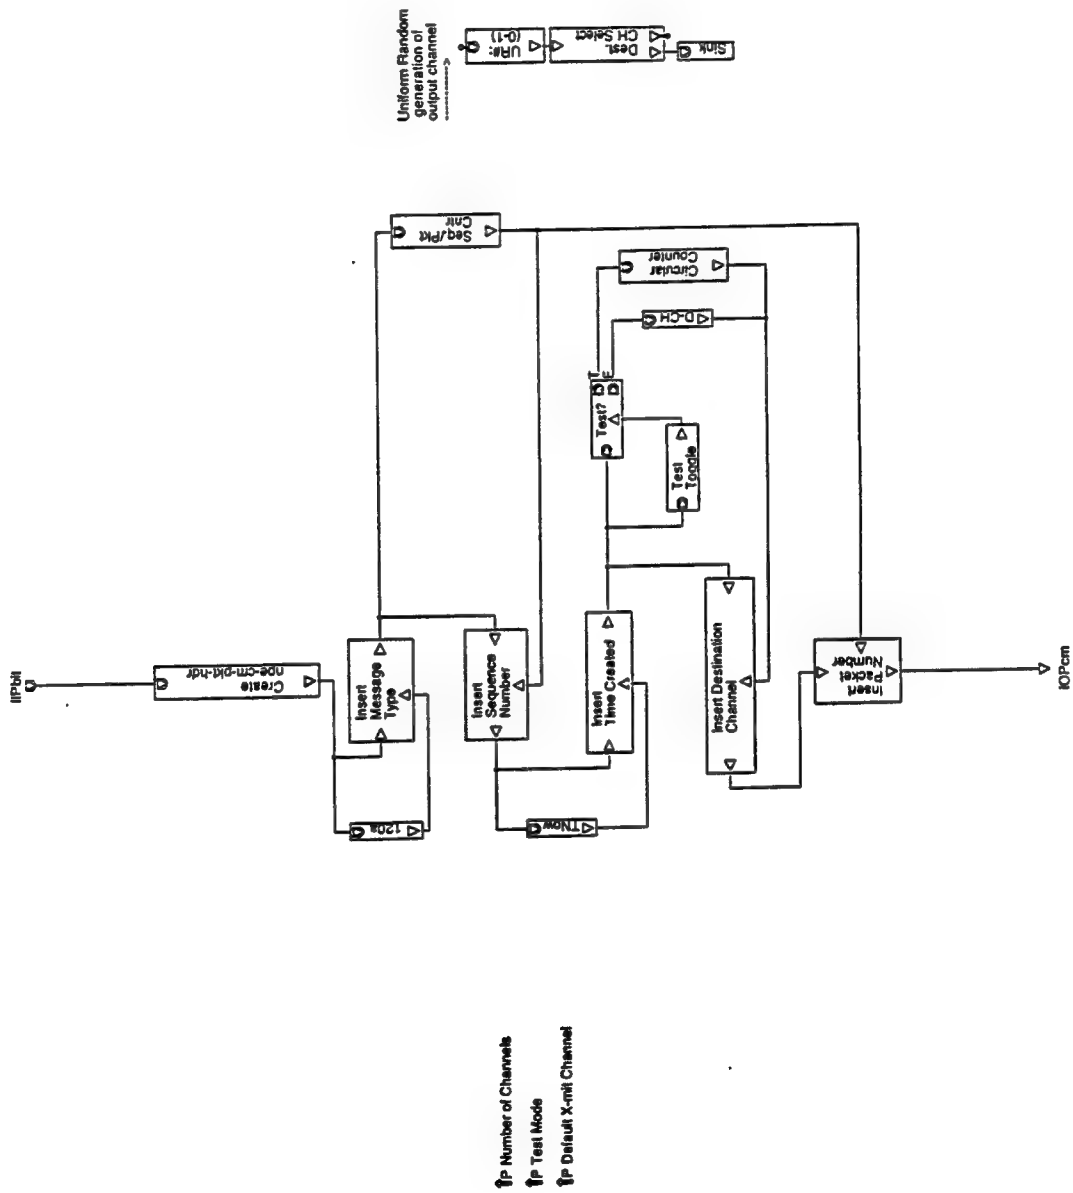 Uniform Random
generation of
output channel
---------->
UR#:
(0-1)
Dest.
CH Select
Sink
Seq./Pkt
Cntr
Circular
Counter
D-CH
T
F
Test?
Test
Toggle
Create
npe-cm-pkt-hdr
Insert
Message
Type
120a
Insert
Sequence
Number
TNow
Insert
Time Created
Insert Destination
Channel
Insert
Packet
Number
IOPcm
⇑P Number of Channels
⇑P Test Mode
⇑P Default X-mit Channel